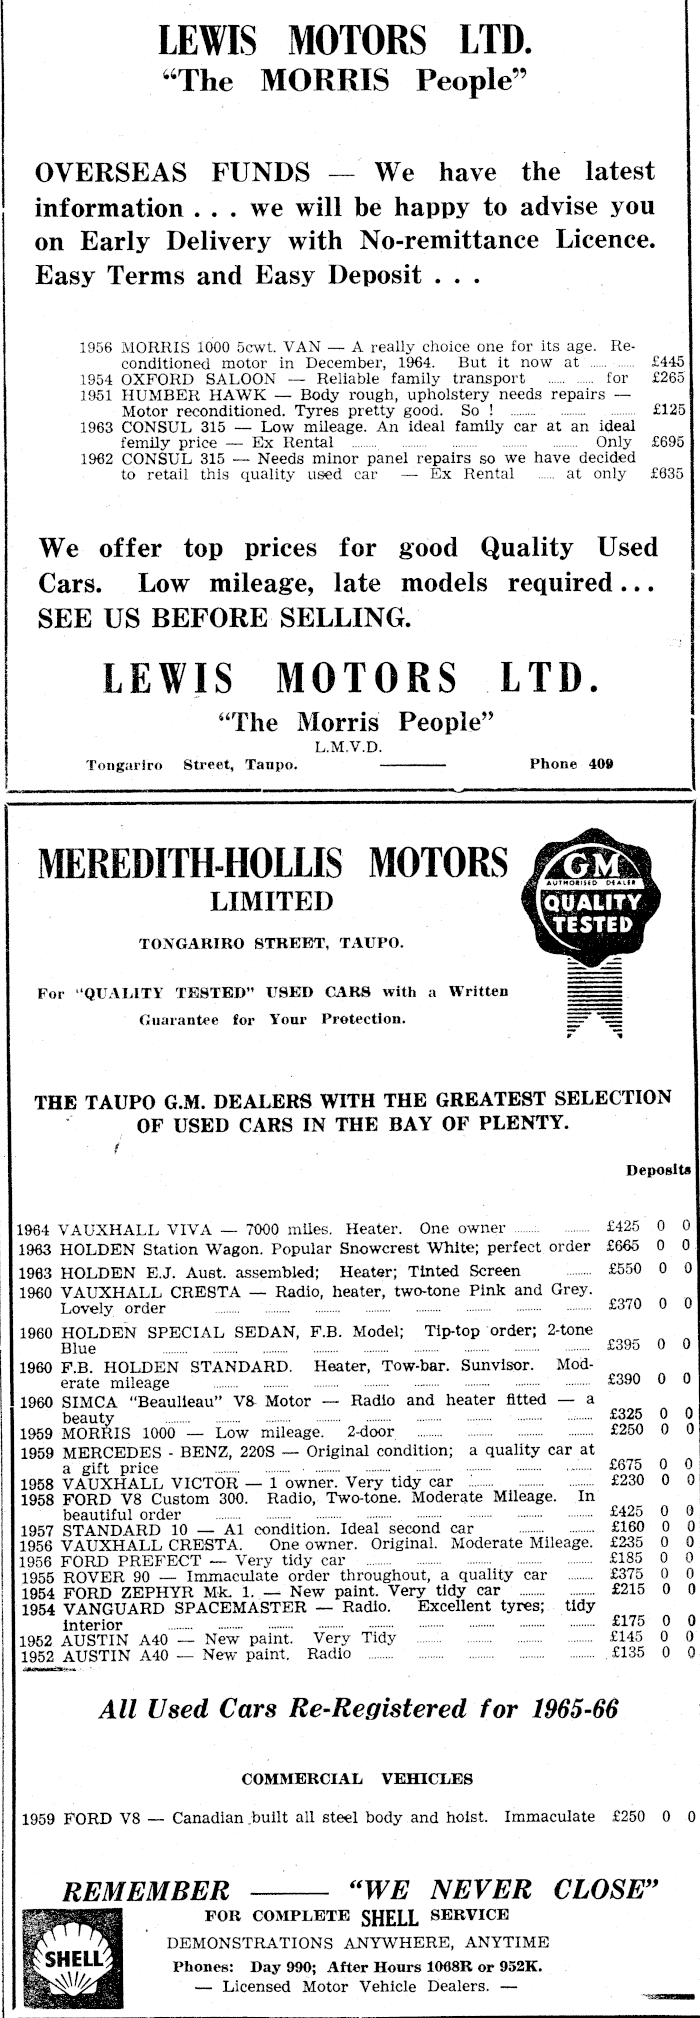 LEWIS MOTORS LTD.
“The MORRIS People”
OVERSEAS FUNDS — We have the latest
information . . . we will be happy to advise you
on Early Delivery with No-remittance Licence.
Easy Terms and Easy Deposit . . .
1956 MORRIS 1000 5cwt. VAN — A really choice one for its age. Re-
conditioned motor in December, 1964. But it now at ...... ...... £445
1954 OXFORD SALOON — Reliable family transport ...... ...... for £265
1951 HUMBER HAWK — Body rough, upholstery needs repairs —
Motor reconditioned. Tyres pretty good. So ! ...... ...... ...... £125
1963 CONSUL 315 — Low mileage. An ideal family car at an ideal
femily price — Ex Rental ...... ...... ...... ...... ...... Only £695
1962 CONSUL 315 — Needs minor panel repairs so we have decided
to retail this quality used car — Ex Rental ...... at only £635
We offer top prices for good Quality Used
Cars. Low mileage, late models required . . .
SEE US BEFORE SELLING.
LEWIS MOTORS LTD.
“The Morris People”
L.M.V.D.
Tongariro Street, Taupo. Phone 409
MEREDITH-HOLLIS MOTORS
LIMITED
TONGARIRO STREET, TAUPO.
GM
AUTHORISED DEALER
QUALITY
TESTED
For “QUALITY TESTED” USED CARS with a Written
Guarantee for Your Protection.
THE TAUPO G.M. DEALERS WITH THE GREATEST SELECTION
OF USED CARS IN THE BAY OF PLENTY.
Deposits
1964 VAUXHALL VIVA — 7000 miles. Heater. One owner ...... ...... £425 0 0
1963 HOLDEN Station Wagon. Popular Snowcrest White; perfect order £665 0 0
1963 HOLDEN E.J. Aust. assembled; Heater; Tinted Screen ...... £550 0 0
1960 VAUXHALL CRESTA — Radio, heater, two-tone Pink and Grey.
Lovely order ...... ...... ...... ...... ...... ...... £370 0 0
1960 HOLDEN SPECIAL SEDAN, F.B. Model; Tip-top order; 2-tone
Blue ...... ...... ...... ...... ...... ...... ...... £395 0 0
1960 F.B. HOLDEN STANDARD. Heater, Tow-bar. Sunvisor. Mod-
erate mileage ...... ...... ...... ...... ...... ...... £390 0 0
1960 SIMCA “Beaulieau” V8 Motor — Radio and heater fitted — a
beauty ...... ...... ...... ...... ...... ...... ...... £325 0 0
1959 MORRIS 1000 — Low mileage. 2-door ...... ...... ...... ...... £250 0 0
1959 MERCEDES - BENZ, 220S — Original condition; a quality car at
a gift price ...... ...... ...... ...... ...... ...... £675 0 0
1958 VAUXHALL VICTOR — 1 owner. Very tidy car ...... ...... ...... £230 0 0
1958 FORD V8 Custom 300. Radio, Two-tone. Moderate Mileage. In
beautiful order ...... ...... ...... ...... ...... ...... £425 0 0
1957 STANDARD 10 — A1 condition. Ideal second car ...... ...... £160 0 0
1956 VAUXHALL CRESTA. One owner. Original. Moderate Mileage. £235 0 0
1956 FORD PREFECT — Very tidy car ...... ...... ...... ...... ...... £185 0 0
1955 ROVER 90 — Immaculate order throughout, a quality car ...... £375 0 0
1954 FORD ZEPHYR Mk. 1. — New paint. Very tidy car ...... ...... £215 0 0
1954 VANGUARD SPACEMASTER — Radio. Excellent tyres; tidy
interior ...... ...... ...... ...... ...... ...... ...... £175 0 0
1952 AUSTIN A40 — New paint. Very Tidy ...... ...... ...... ...... £145 0 0
1952 AUSTIN A40 — New paint. Radio ...... ...... ...... ...... ...... £135 0 0
All Used Cars Re-Registered for 1965-66
COMMERCIAL VEHICLES
1959 FORD V8 — Canadian built all steel body and hoist. Immaculate £250 0 0
REMEMBER —— “WE NEVER CLOSE”
FOR COMPLETE SHELL SERVICE
SHELL
DEMONSTRATIONS ANYWHERE, ANYTIME
Phones: Day 990; After Hours 1068R or 952K.
— Licensed Motor Vehicle Dealers. —